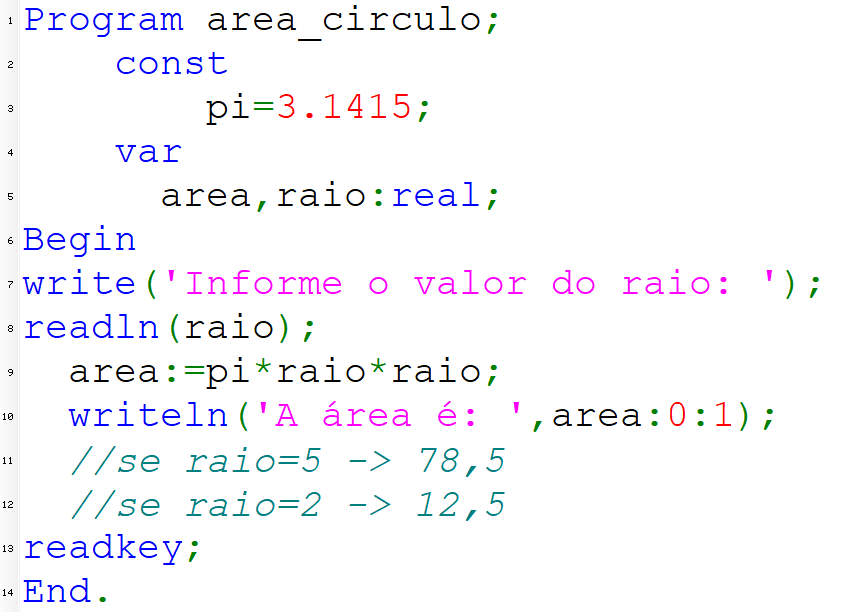 1 Program area_circulo;
2 const
3 pi=3.1415;
4 var
5 area,raio:real;
6 Begin
7 write('Informe o valor do raio: ');
8 readln(raio);
9 area:=pi*raio*raio;
10 writeln('A área é: ',area:0:1);
11 //se raio=5 -> 78,5
12 //se raio=2 -> 12,5
13 readkey;
14 End.